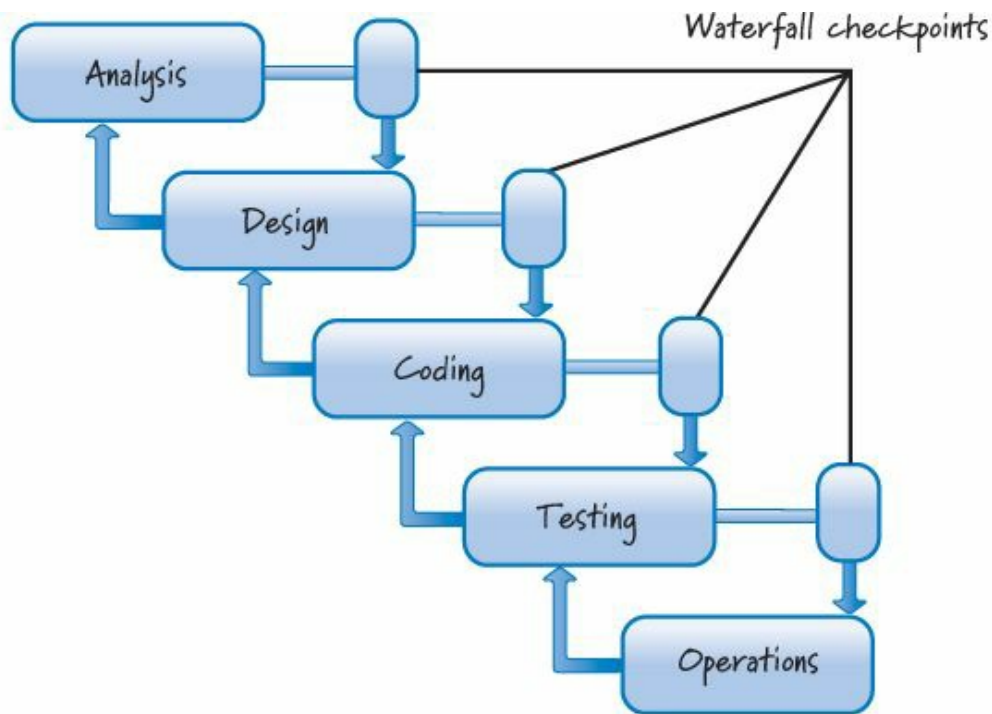 Waterfall checkpoints
Analysis
Design
Coding
Testing
Operations